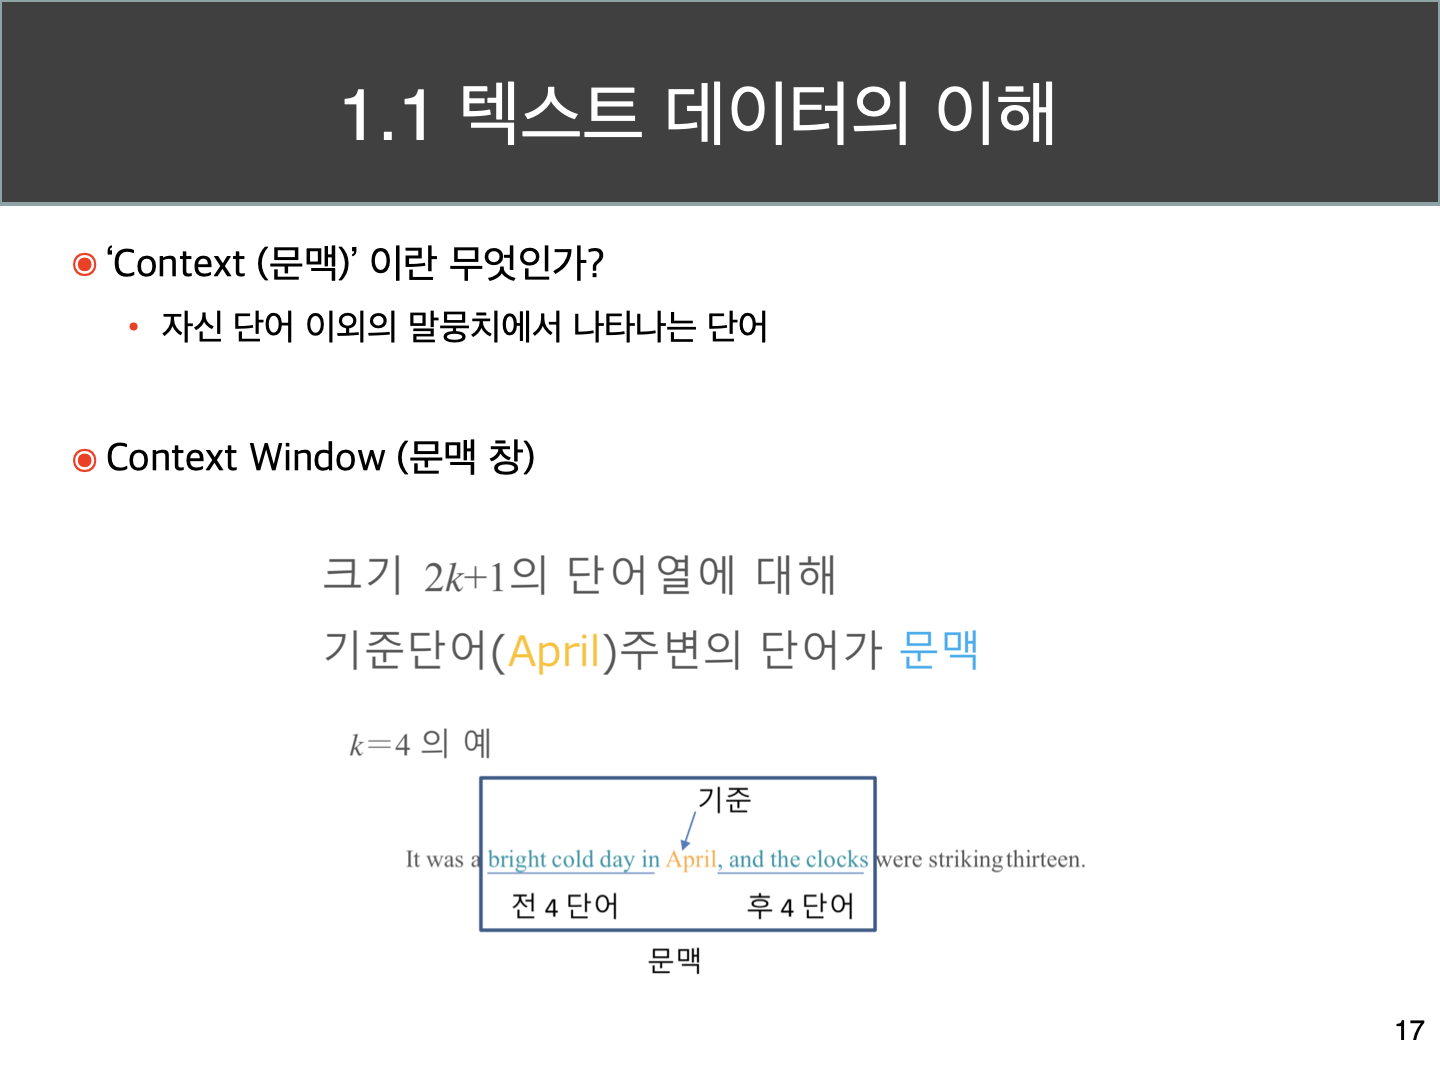 1.1 텍스트 데이터의 이해
‘Context (문맥)’ 이란 무엇인가?
• 자신 단어 이외의 말뭉치에서 나타나는 단어
Context Window (문맥 창)
크기 2k+1의 단어열에 대해
기준단어(April)주변의 단어가 문맥
k=4 의 예
기준
It was a bright cold day in April, and the clocks were striking thirteen.
전 4 단어 후 4 단어
문맥
17